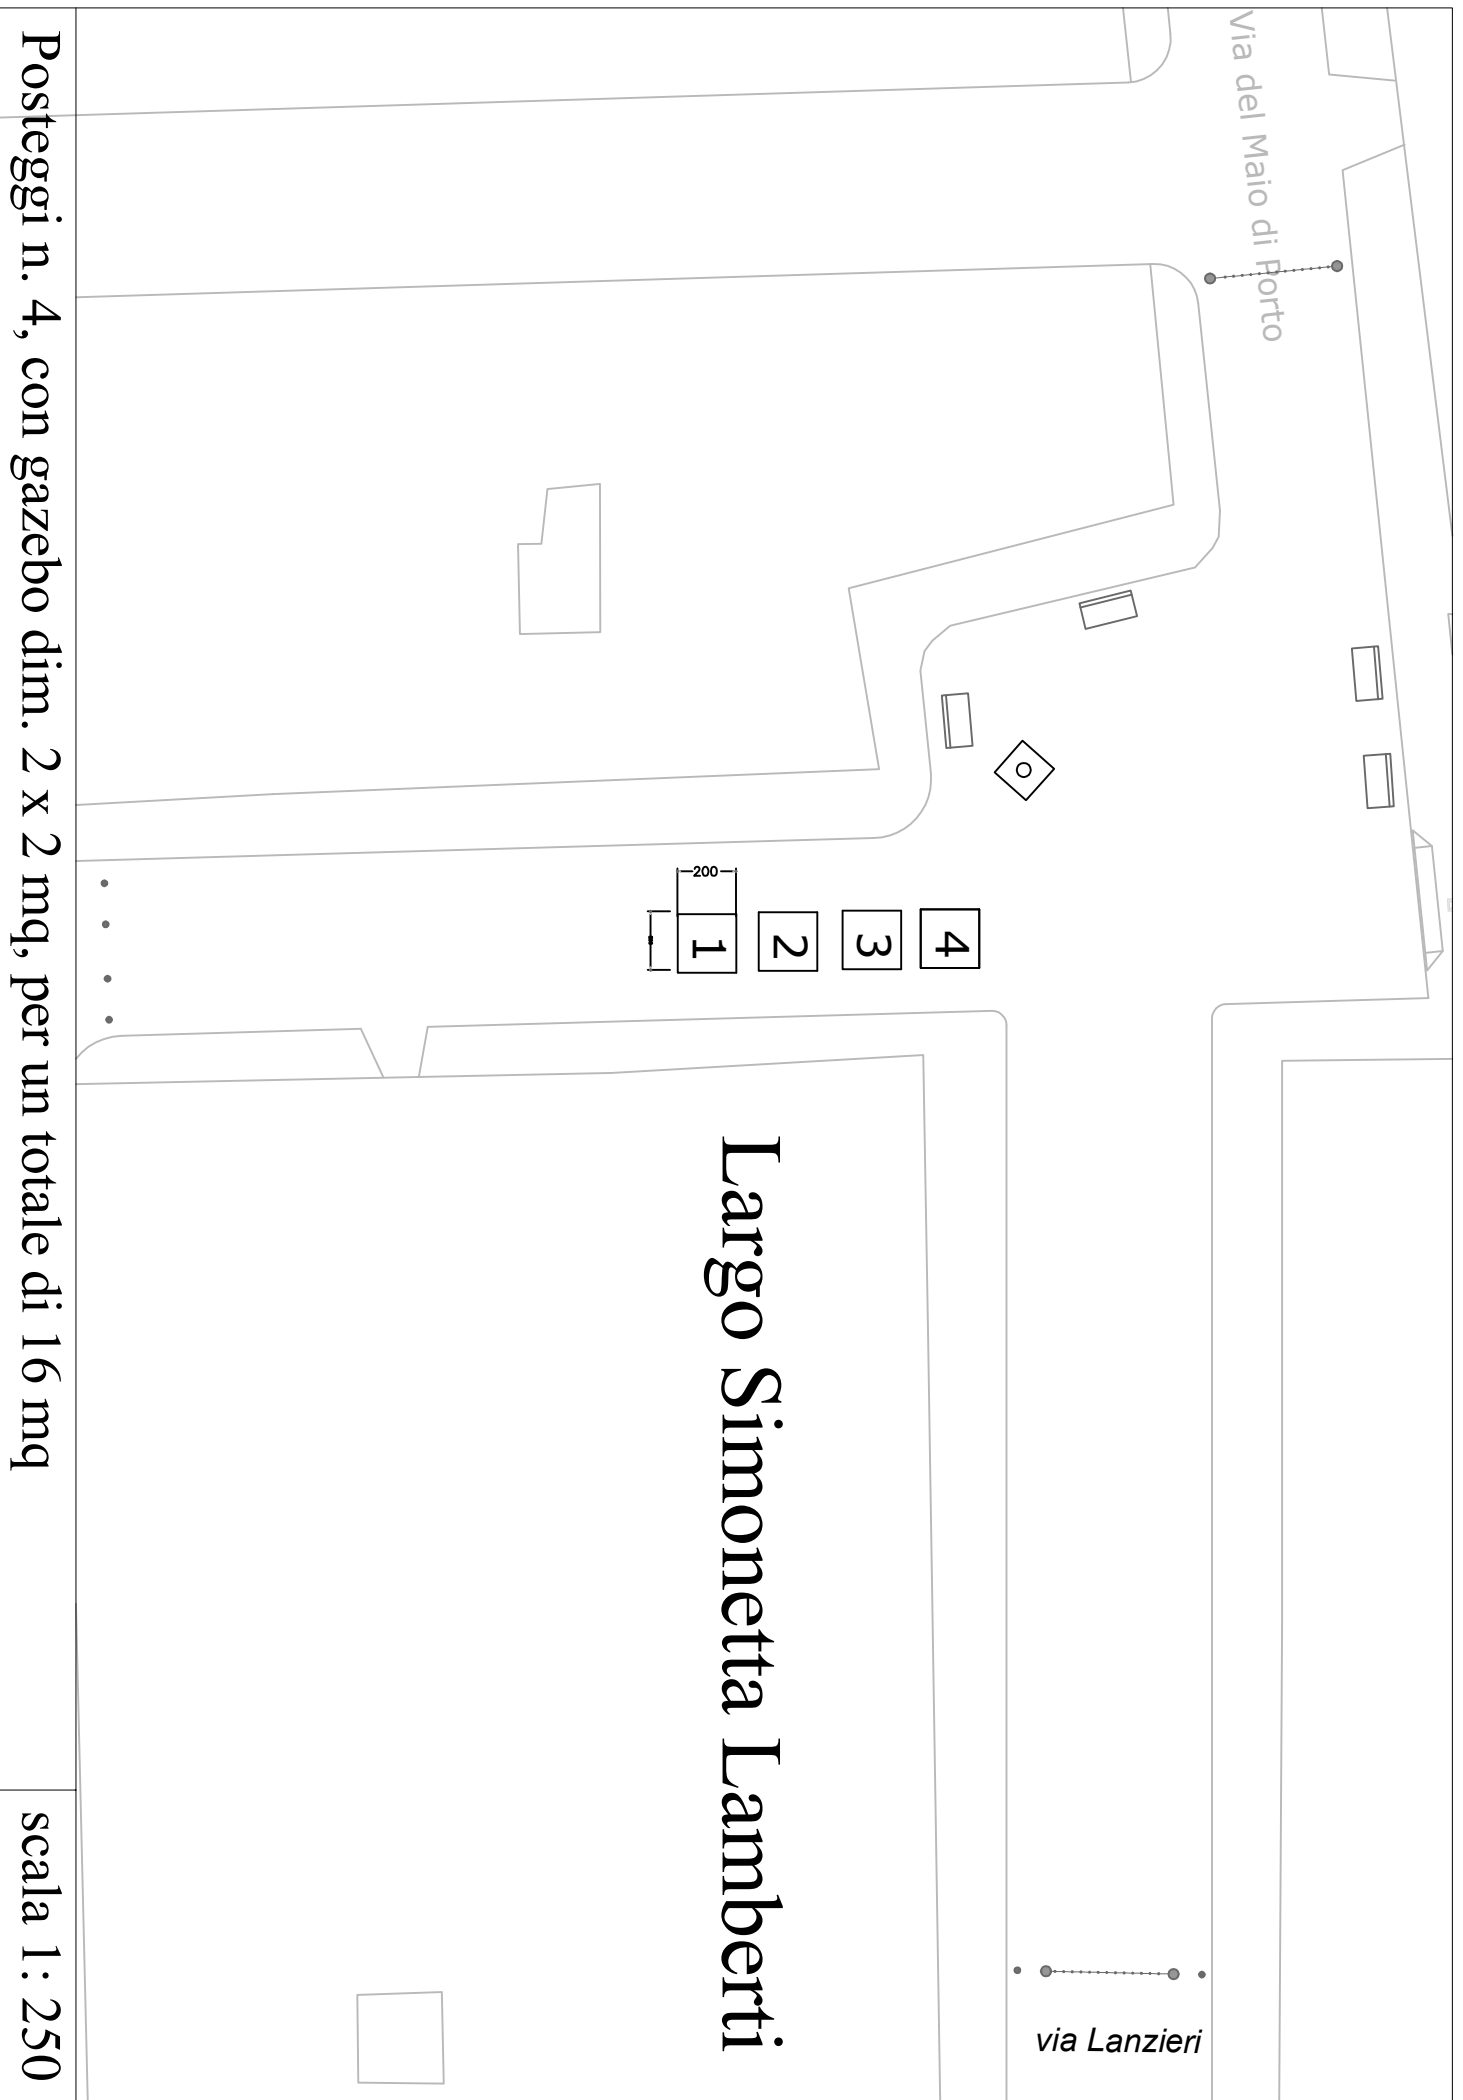 Via del Maio di Porto
200
4
3
2
1
Largo Simonetta Lamberti
via Lanzieri
Posteggi n. 4, con gazebo dim. 2 x 2 mq, per un totale di 16 mq
scala 1: 250